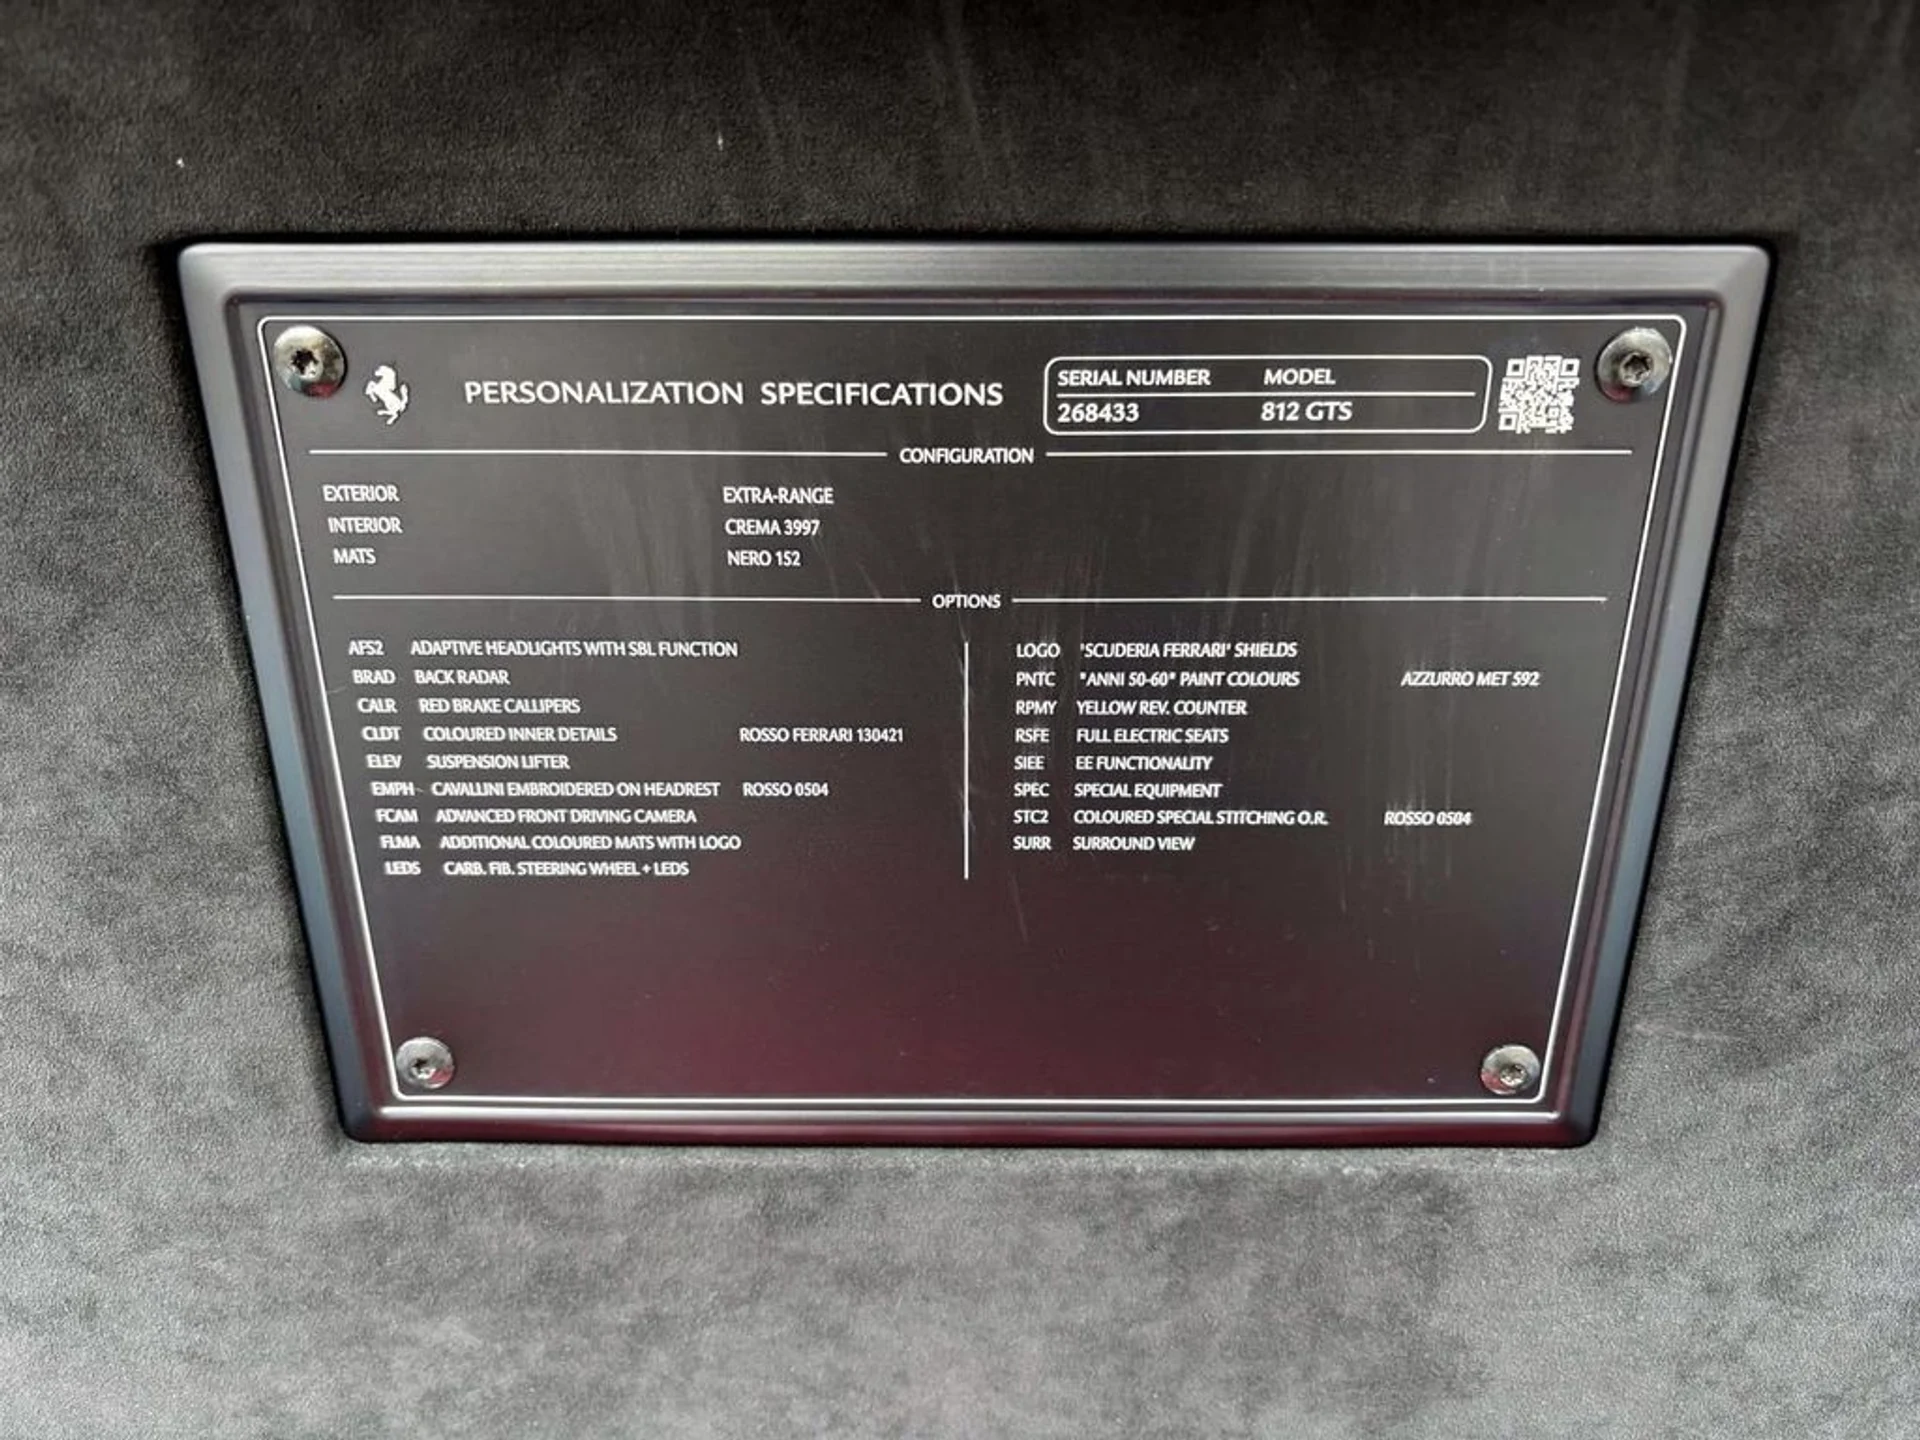 PERSONALIZATION SPECIFICATIONS
SERIAL NUMBER MODEL
268433 812 GTS
CONFIGURATION
EXTERIOR EXTRA-RANGE
INTERIOR CREMA 3997
MATS NERO 152
OPTIONS
AFS2 ADAPTIVE HEADLIGHTS WITH SBL FUNCTION
BRAD BACK RADAR
CALR RED BRAKE CALLIPERS
CLDT COLOURED INNER DETAILS ROSSO FERRARI 130421
ELEV SUSPENSION LIFTER
EMPH CAVALLINI EMBROIDERED ON HEADREST ROSSO 0504
FCAM ADVANCED FRONT DRIVING CAMERA
FLMA ADDITIONAL COLOURED MATS WITH LOGO
LEDS CARB. FIB. STEERING WHEEL + LEDS
LOGO "SCUDERIA FERRARI" SHIELDS
PNTC "ANNI 50-60" PAINT COLOURS AZZURRO MET 592
RPMY YELLOW REV. COUNTER
RSFE FULL ELECTRIC SEATS
SIEE EE FUNCTIONALITY
SPEC SPECIAL EQUIPMENT
STC2 COLOURED SPECIAL STITCHING O.R. ROSSO 0504
SURR SURROUND VIEW